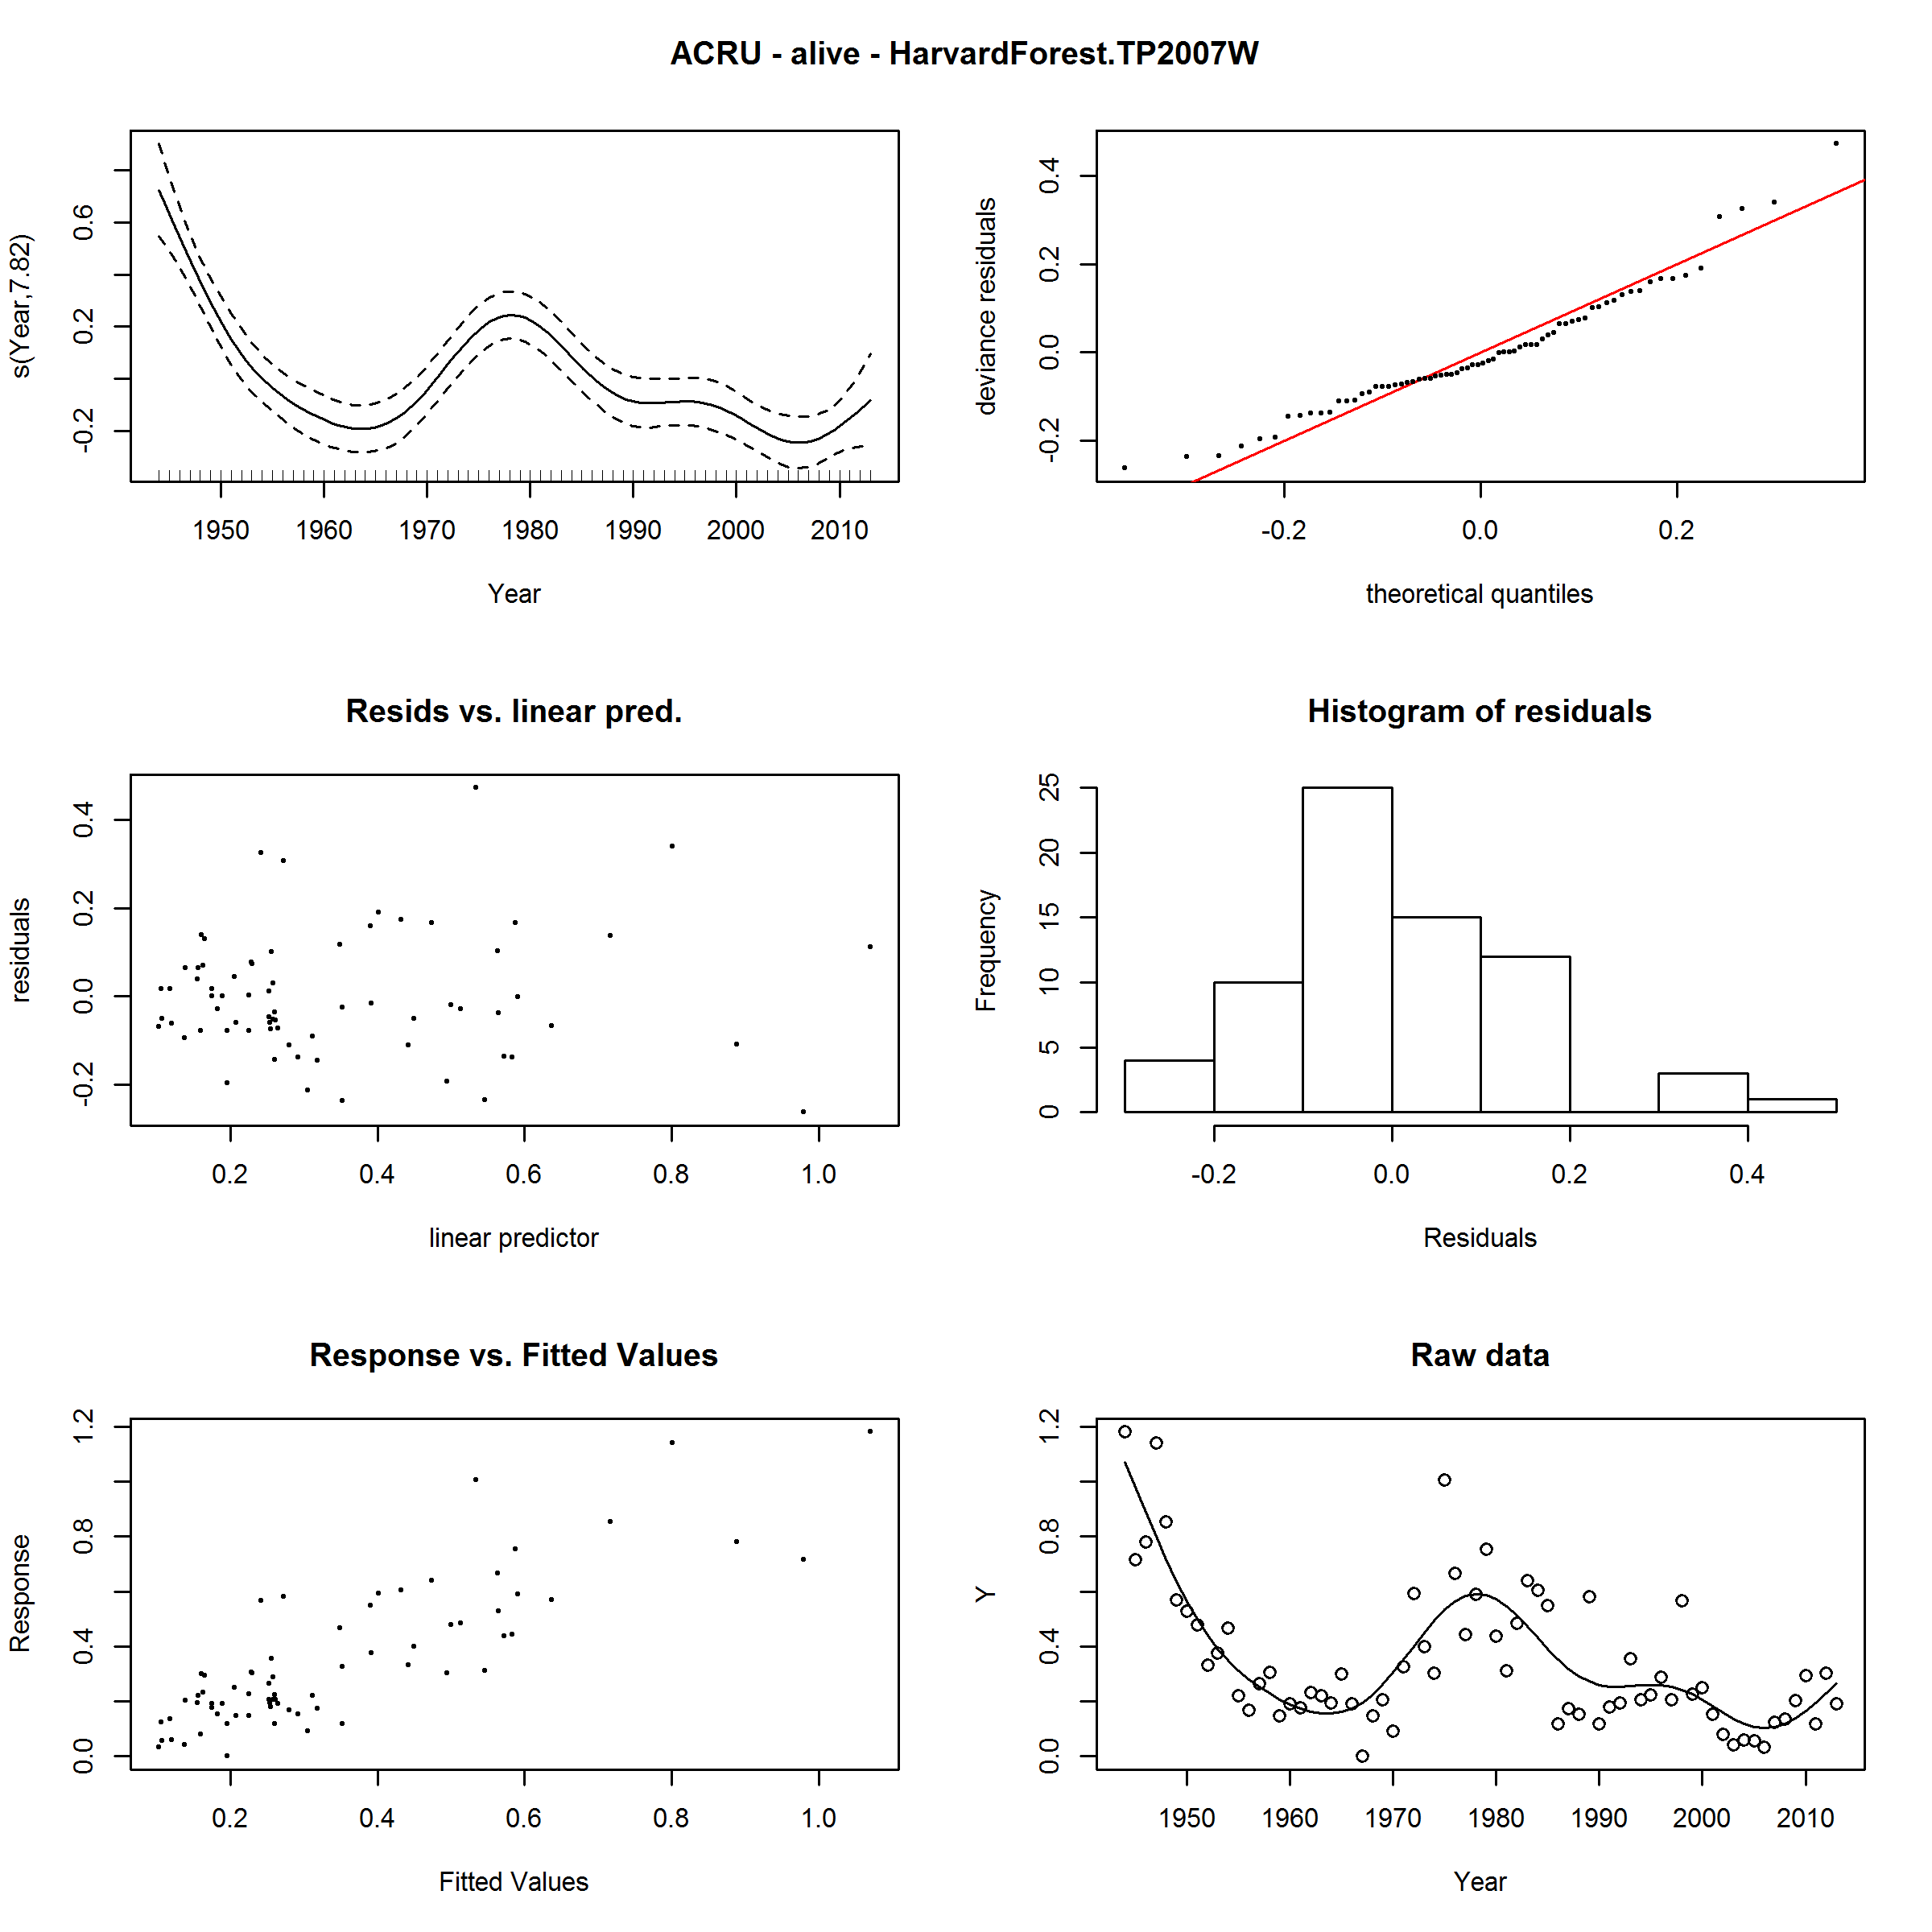 ACRU - alive - HarvardForest.TP2007W
s(Year,7.82)
-0.2 0.2 0.6
1950 1960 1970 1980 1990 2000 2010
Year
deviance residuals
-0.2 0.0 0.2 0.4
-0.2 0.0 0.2
theoretical quantiles
Resids vs. linear pred.
residuals
-0.2 0.0 0.2 0.4
0.2 0.4 0.6 0.8 1.0
linear predictor
Histogram of residuals
Frequency
0 5 10 15 20 25
-0.2 0.0 0.2 0.4
Residuals
Response vs. Fitted Values
Response
0.0 0.4 0.8 1.2
0.2 0.4 0.6 0.8 1.0
Fitted Values
Raw data
Y
0.0 0.4 0.8 1.2
1950 1960 1970 1980 1990 2000 2010
Year